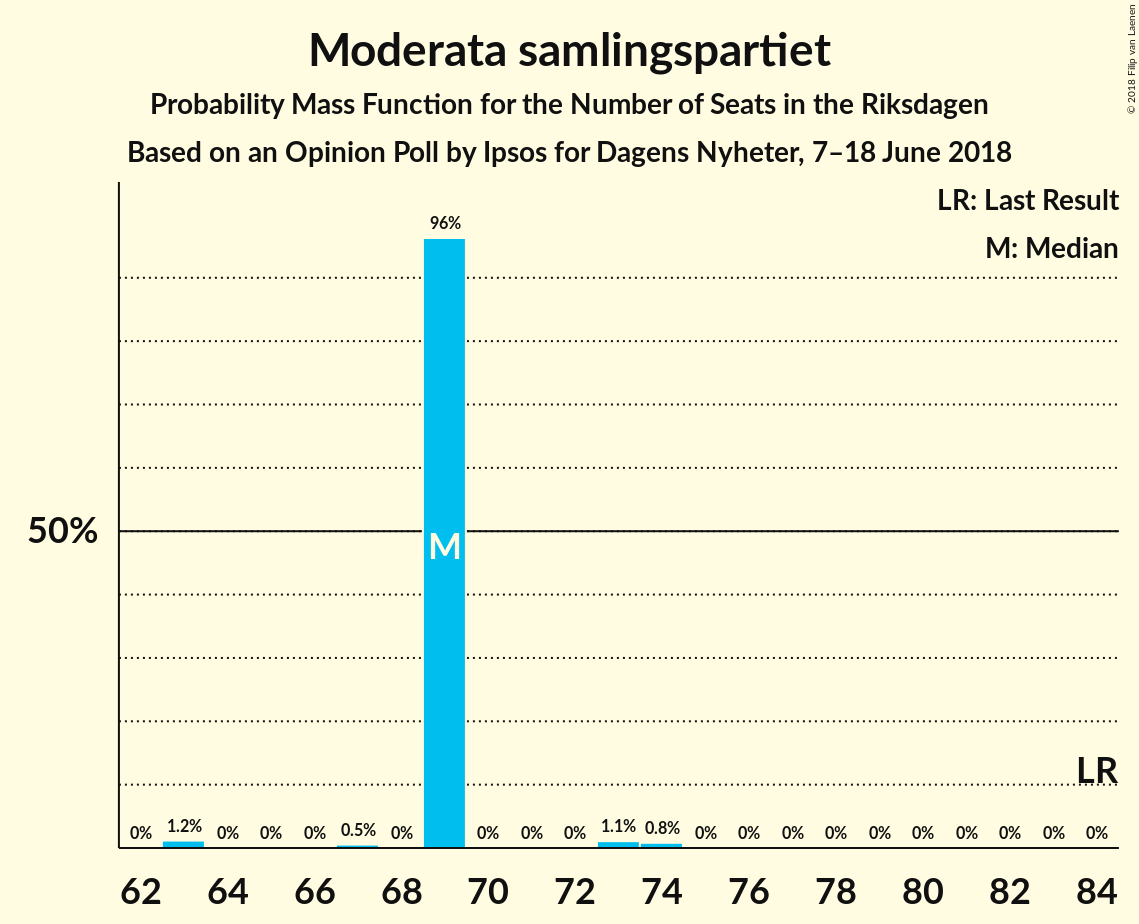 Moderata samlingspartiet
Probability Mass Function for the Number of Seats in the Riksdagen
Based on an Opinion Poll by Ipsos for Dagens Nyheter, 7–18 June 2018
© 2018 Filip van Laenen
LR: Last Result
M: Median
96%
50%
M
LR
0% 1.2% 0% 0% 0% 0.5% 0% 0% 0% 0% 1.1% 0.8% 0% 0% 0% 0% 0% 0% 0% 0% 0% 0%
62 64 66 68 70 72 74 76 78 80 82 84